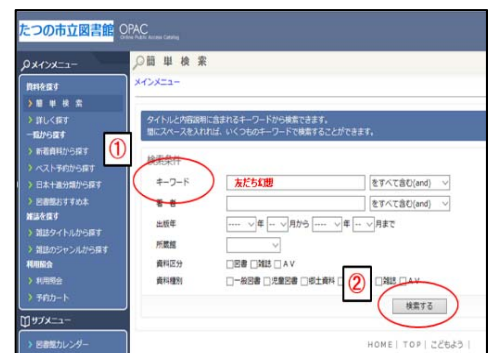 たつの市立図書館 OPAC
Online Public Access Catalog
メインメニュー
資料を探す
簡単検索
詳しく探す
一覧から探す
新着資料から探す
ベスト予約から探す
日本十進分類から探す
図書館おすすめ本
雑誌を探す
雑誌タイトルから探す
雑誌のジャンルから探す
利用照会
利用照会
予約カート
サブメニュー
図書館カレンダー
①
簡単検索
メインメニュー
タイトルと内容説明に含まれるキーワードから検索できます。
間にスペースを入れれば、いくつものキーワードで検索することができます。
検索条件
キーワード 友だち幻想 をすべて含む(and)
著者 をすべて含む(and)
出版年 ---- 年 -- 月から ---- 年 -- 月まで
所蔵館
資料区分 図書 雑誌 AV
資料種別 一般図書 児童図書 郷土資料 雑誌 AV
②
検索する
HOME | TOP | こどもよう |